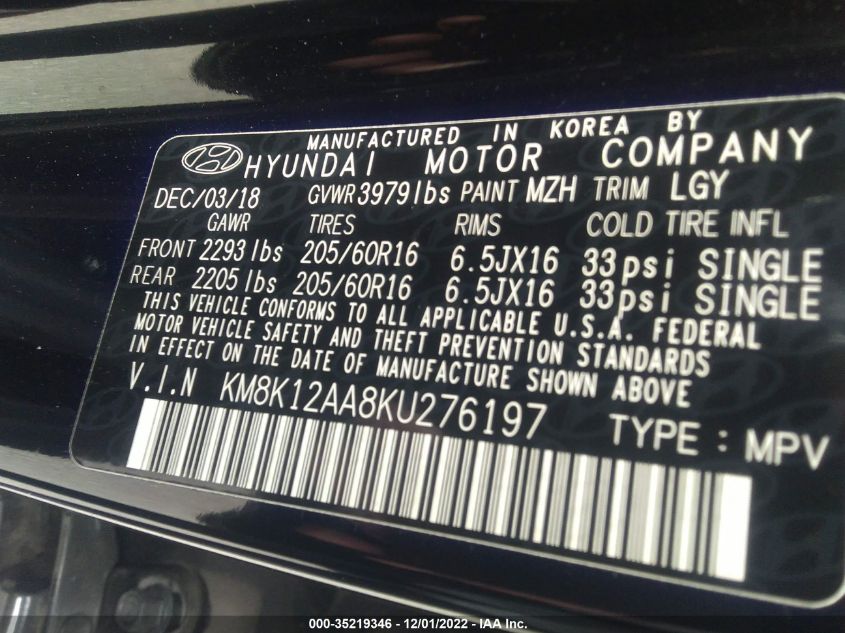 MANUFACTURED IN KOREA BY
HYUNDAI MOTOR COMPANY
DEC/03/18 GVWR 3979 lbs PAINT MZH TRIM LGY
GAWR TIRES RIMS COLD TIRE INFL
FRONT 2293 lbs 205/60R16 6.5JX16 33psi SINGLE
REAR 2205 lbs 205/60R16 6.5JX16 33psi SINGLE
THIS VEHICLE CONFORMS TO ALL APPLICABLE U.S.A. FEDERAL
MOTOR VEHICLE SAFETY AND THEFT PREVENTION STANDARDS
IN EFFECT ON THE DATE OF MANUFACTURE SHOWN ABOVE
V.I.N KM8K12AA8KU276197 TYPE : MPV
000-35219346 - 12/01/2022 - IAA Inc.